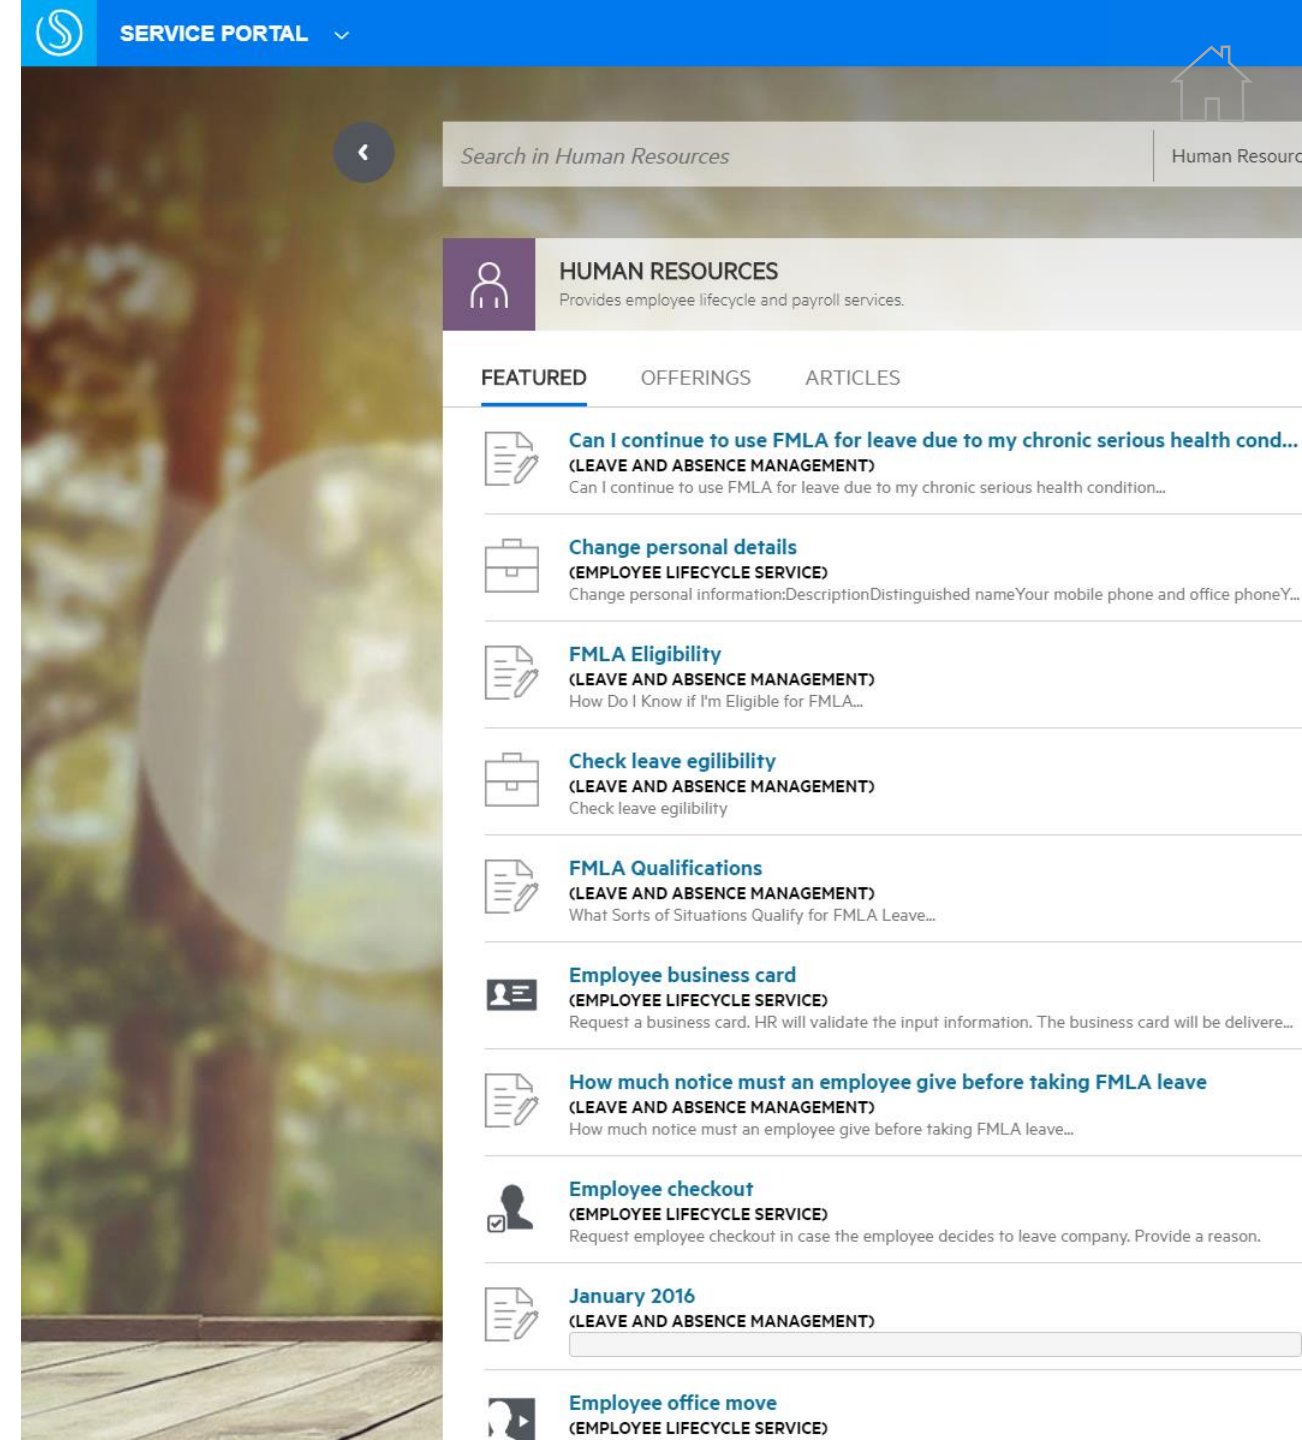 SERVICE PORTAL
Search in Human Resources
Human Resourc
HUMAN RESOURCES
Provides employee lifecycle and payroll services.
FEATURED OFFERINGS ARTICLES
Can I continue to use FMLA for leave due to my chronic serious health cond...
(LEAVE AND ABSENCE MANAGEMENT)
Can I continue to use FMLA for leave due to my chronic serious health condition...
Change personal details
(EMPLOYEE LIFECYCLE SERVICE)
Change personal information:DescriptionDistinguished nameYour mobile phone and office phoneY...
FMLA Eligibility
(LEAVE AND ABSENCE MANAGEMENT)
How Do I Know if I'm Eligible for FMLA...
Check leave egilibility
(LEAVE AND ABSENCE MANAGEMENT)
Check leave egilibility
FMLA Qualifications
(LEAVE AND ABSENCE MANAGEMENT)
What Sorts of Situations Qualify for FMLA Leave...
Employee business card
(EMPLOYEE LIFECYCLE SERVICE)
Request a business card. HR will validate the input information. The business card will be delivere...
How much notice must an employee give before taking FMLA leave
(LEAVE AND ABSENCE MANAGEMENT)
How much notice must an employee give before taking FMLA leave...
Employee checkout
(EMPLOYEE LIFECYCLE SERVICE)
Request employee checkout in case the employee decides to leave company. Provide a reason.
January 2016
(LEAVE AND ABSENCE MANAGEMENT)
Employee office move
(EMPLOYEE LIFECYCLE SERVICE)